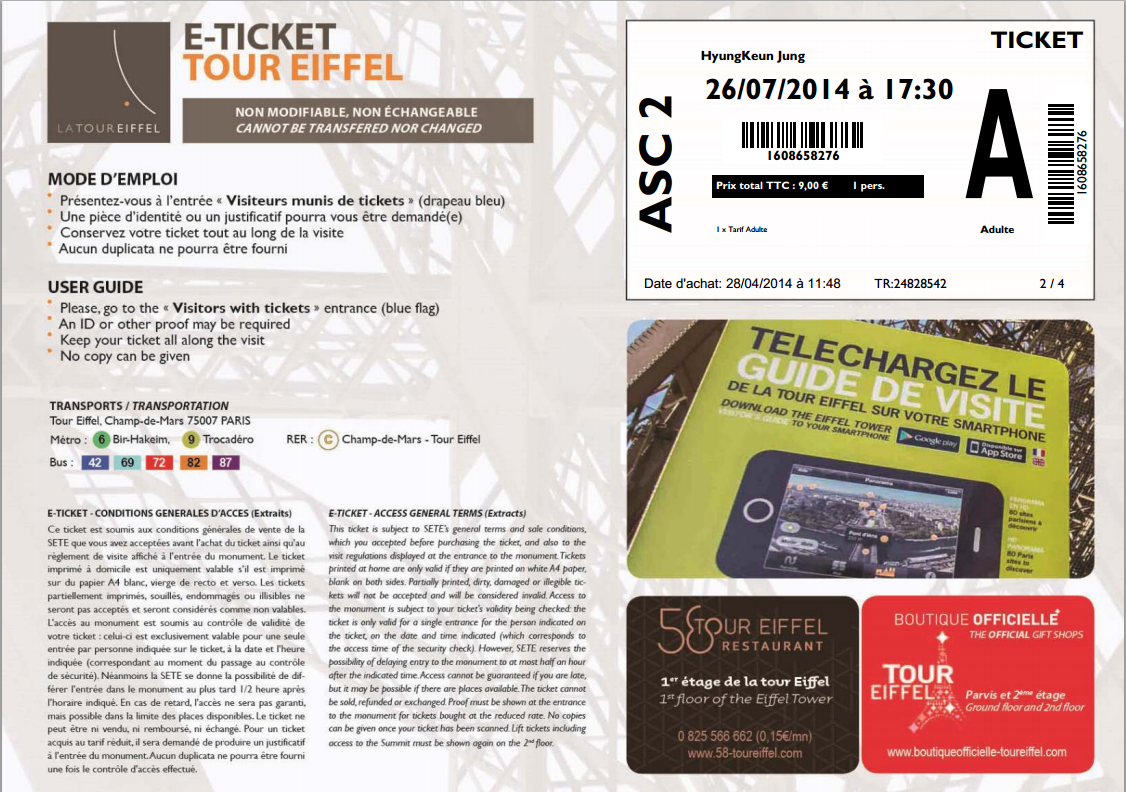 E-TICKET
TOUR EIFFEL
LATOUREIFFEL
NON MODIFIABLE, NON ÉCHANGEABLE
CANNOT BE TRANSFERED NOR CHANGED
MODE D'EMPLOI
• Présentez-vous à l'entrée « Visiteurs munis de tickets » (drapeau bleu)
• Une pièce d'identité ou un justificatif pourra vous être demandé(e)
• Conservez votre ticket tout au long de la visite
• Aucun duplicata ne pourra être fourni
USER GUIDE
• Please, go to the « Visitors with tickets » entrance (blue flag)
• An ID or other proof may be required
• Keep your ticket all along the visit
• No copy can be given
TRANSPORTS / TRANSPORTATION
Tour Eiffel, Champ-de-Mars 75007 PARIS
Métro : 6 Bir-Hakeim, 9 Trocadéro RER : C Champ-de-Mars - Tour Eiffel
Bus : 42 69 72 82 87
E-TICKET - CONDITIONS GENERALES D'ACCES (Extraits)
Ce ticket est soumis aux conditions générales de vente de la
SETE que vous avez acceptées avant l'achat du ticket ainsi qu'au
règlement de visite affiché à l'entrée du monument. Le ticket
imprimé à domicile est uniquement valable s'il est imprimé
sur du papier A4 blanc, vierge de recto et verso. Les tickets
partiellement imprimés, souillés, endommagés ou illisibles ne
seront pas acceptés et seront considérés comme non valables.
L'accès au monument est soumis au contrôle de validité de
votre ticket : celui-ci est exclusivement valable pour une seule
entrée par personne indiquée sur le ticket, à la date et l'heure
indiquée (correspondant au moment du passage au contrôle
de sécurité). Néanmoins la SETE se donne la possibilité de dif-
férer l'entrée dans le monument au plus tard 1/2 heure après
l'horaire indiqué. En cas de retard, l'accès ne sera pas garanti,
mais possible dans la limite des places disponibles. Le ticket ne
peut être ni vendu, ni remboursé, ni échangé. Pour un ticket
acquis au tarif réduit, il sera demandé de produire un justificatif
à l'entrée du monument. Aucun duplicata ne pourra être fourni
une fois le contrôle d'accès effectué.
E-TICKET - ACCESS GENERAL TERMS (Extracts)
This ticket is subject to SETE's general terms and sale conditions,
which you accepted before purchasing the ticket, and also to the
visit regulations displayed at the entrance to the monument. Tickets
printed at home are only valid if they are printed on white A4 paper,
blank on both sides. Partially printed, dirty, damaged or illegible tic-
kets will not be accepted and will be considered invalid. Access to
the monument is subject to your ticket's validity being checked: the
ticket is only valid for a single entrance for the person indicated on
the ticket, on the date and time indicated (which corresponds to
the access time of the security check). However, SETE reserves the
possibility of delaying entry to the monument to at most half an hour
after the indicated time. Access cannot be guaranteed if you are late,
but it may be possible if there are places available. The ticket cannot
be sold, refunded or exchanged. Proof must be shown at the entrance
to the monument for tickets bought at the reduced rate. No copies
can be given once your ticket has been scanned. Lift tickets including
access to the Summit must be shown again on the 2nd floor.
TICKET
HyungKeun Jung
26/07/2014 à 17:30
ASC 2
1608658276
A
1608658276
Prix total TTC : 9,00 € 1 pers.
1 x Tarif Adulte
Adulte
Date d'achat: 28/04/2014 à 11:48 TR:24828542 2 / 4
TELECHARGEZ LE
GUIDE DE VISITE
DE LA TOUR EIFFEL SUR VOTRE SMARTPHONE
DOWNLOAD THE EIFFEL TOWER
VISITOR'S GUIDE TO YOUR SMARTPHONE
Google play
Disponible sur
App Store
Panorama
PANORAMA
EN HD
80 sites
parisiens à
découvrir
HD
PANORAMA
80 Paris
sites to
discover
58 TOUR EIFFEL
RESTAURANT
1er étage de la tour Eiffel
1st floor of the Eiffel Tower
0 825 566 662 (0,15€/mn)
www.58-toureiffel.com
BOUTIQUE OFFICIELLE
THE OFFICIAL GIFT SHOPS
TOUR
EIFFEL
Parvis et 2ème étage
Ground floor and 2nd floor
www.boutiqueofficielle-toureiffel.com